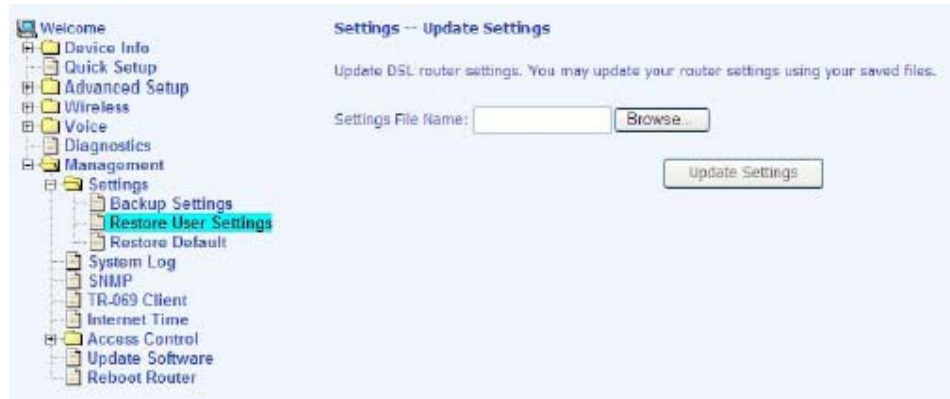 Welcome
Device Info
Quick Setup
Advanced Setup
Wireless
Voice
Diagnostics
Management
Settings
Backup Settings
Restore User Settings
Restore Default
System Log
SNMP
TR-069 Client
Internet Time
Access Control
Update Software
Reboot Router
Settings -- Update Settings
Update DSL router settings. You may update your router settings using your saved files.
Settings File Name:
Browse...
Update Settings